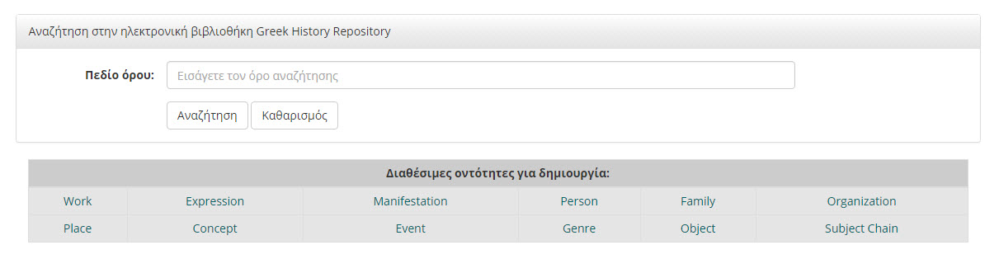 Αναζήτηση στην ηλεκτρονική βιβλιοθήκη Greek History Repository
Πεδίο όρου: Εισάγετε τον όρο αναζήτησης
Αναζήτηση Καθαρισμός
Διαθέσιμες οντότητες για δημιουργία:
Work Expression Manifestation Person Family Organization
Place Concept Event Genre Object Subject Chain